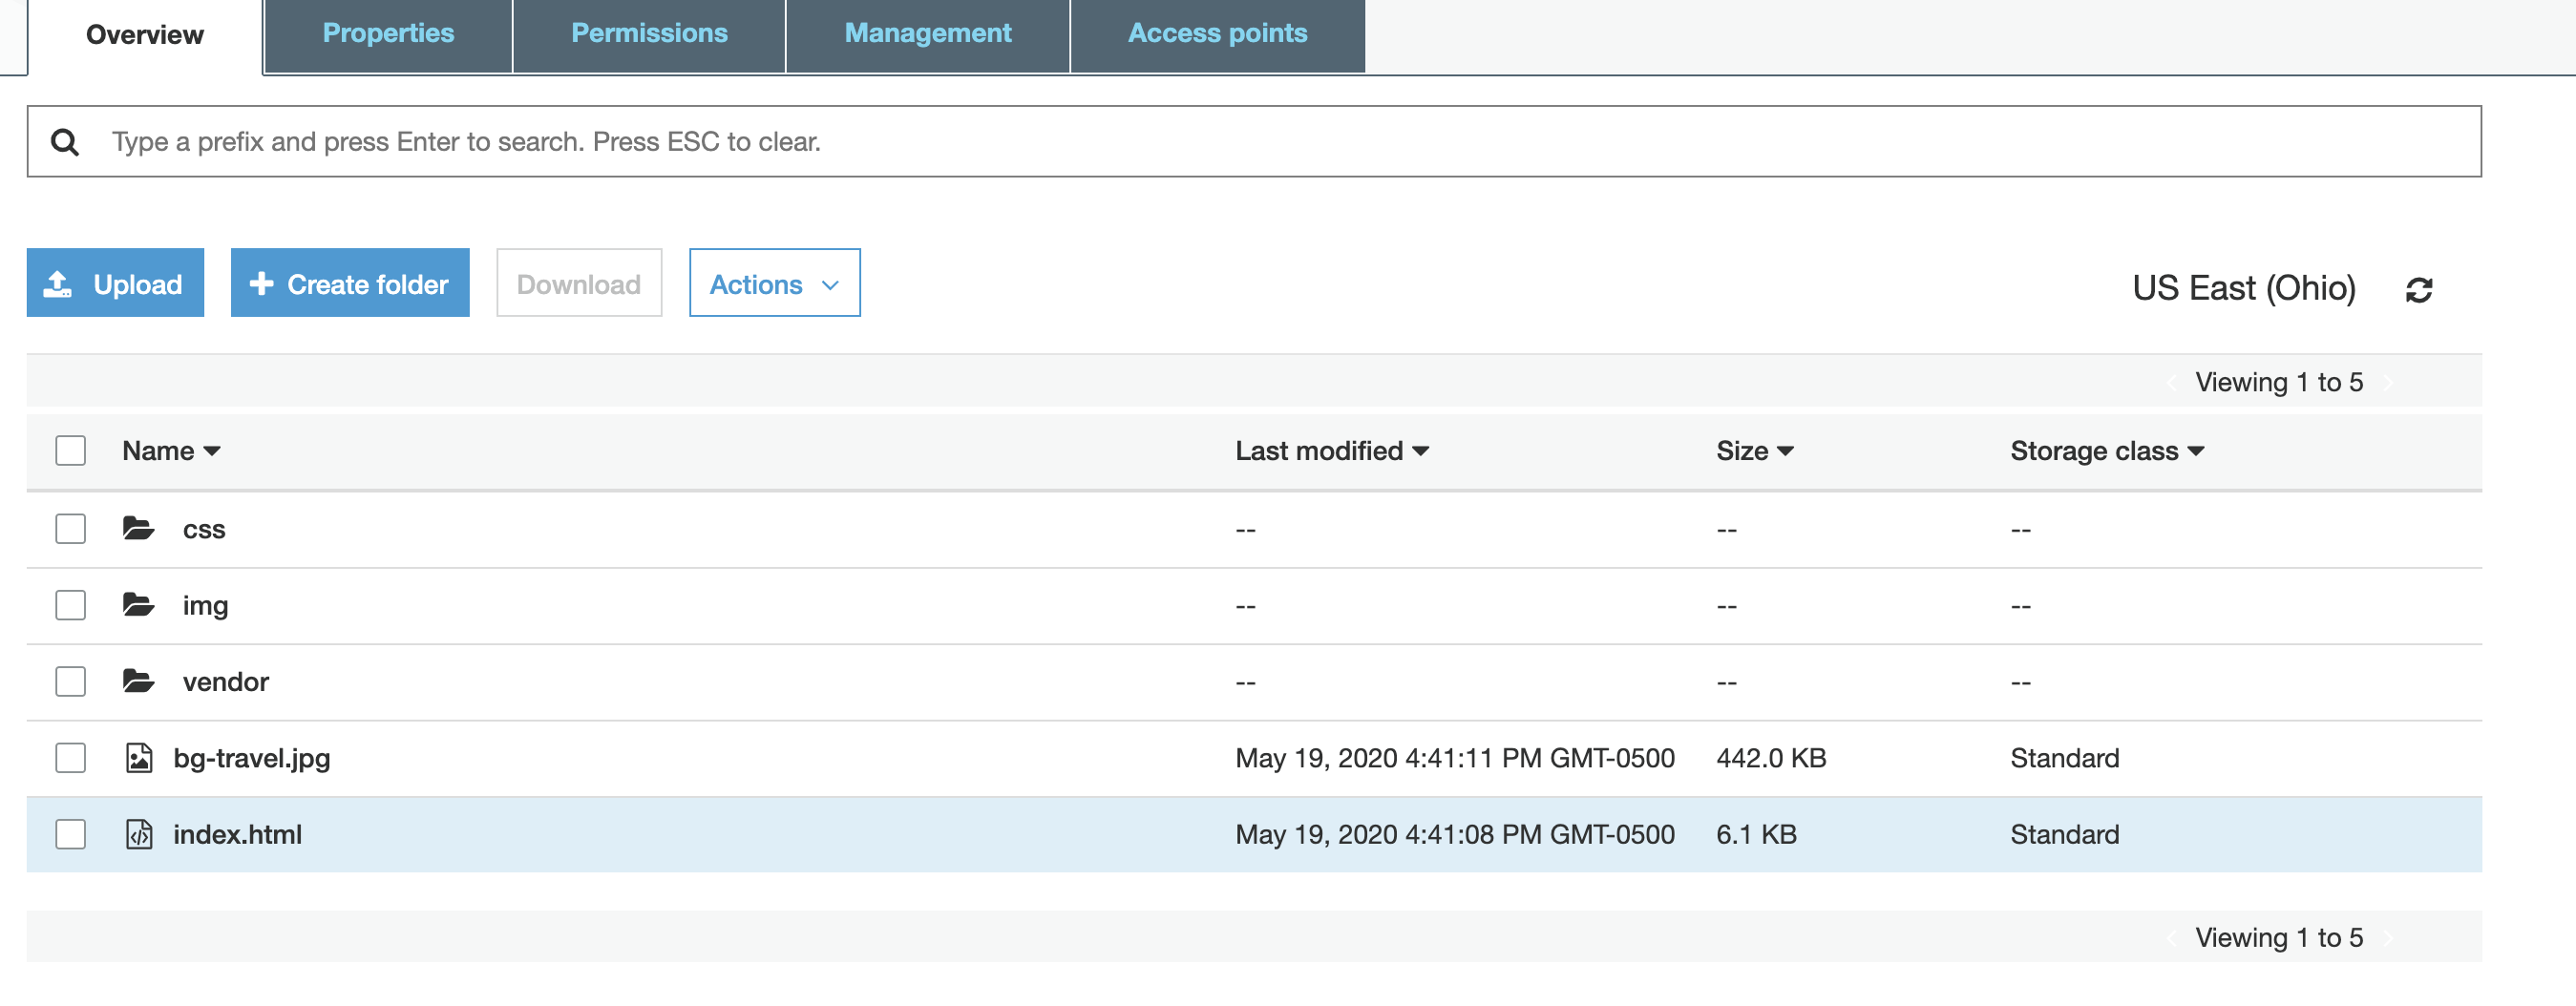 Overview Properties Permissions Management Access points
Type a prefix and press Enter to search. Press ESC to clear.
Upload Create folder Download Actions US East (Ohio)
Viewing 1 to 5
Name Last modified Size Storage class
css -- -- --
img -- -- --
vendor -- -- --
bg-travel.jpg May 19, 2020 4:41:11 PM GMT-0500 442.0 KB Standard
index.html May 19, 2020 4:41:08 PM GMT-0500 6.1 KB Standard
Viewing 1 to 5